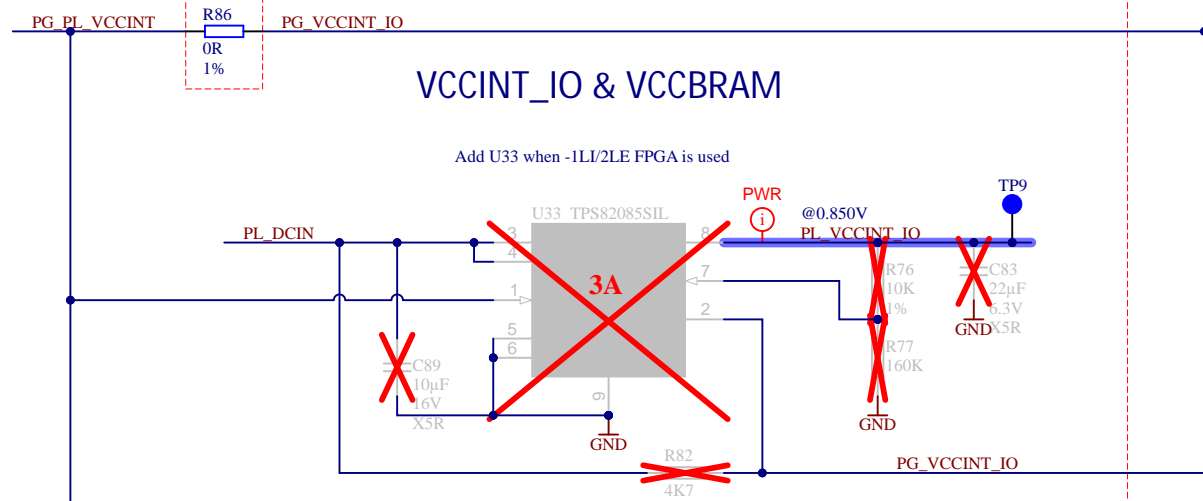 PG_PL_VCCINT
R86
PG_VCCINT_IO
0R
1%
VCCINT_IO & VCCBRAM
Add U33 when -1LI/2LE FPGA is used
PWR
i
TP9
U33 TPS82085SIL
@0.850V
PL_DCIN
3
8
PL_VCCINT_IO
4
3A
7
R76
C83
10K
22µF
1
2
1%
6.3V
X5R
GND
5
6
R77
160K
C89
10µF
16V
X5R
9
GND
GND
R82
4K7
PG_VCCINT_IO